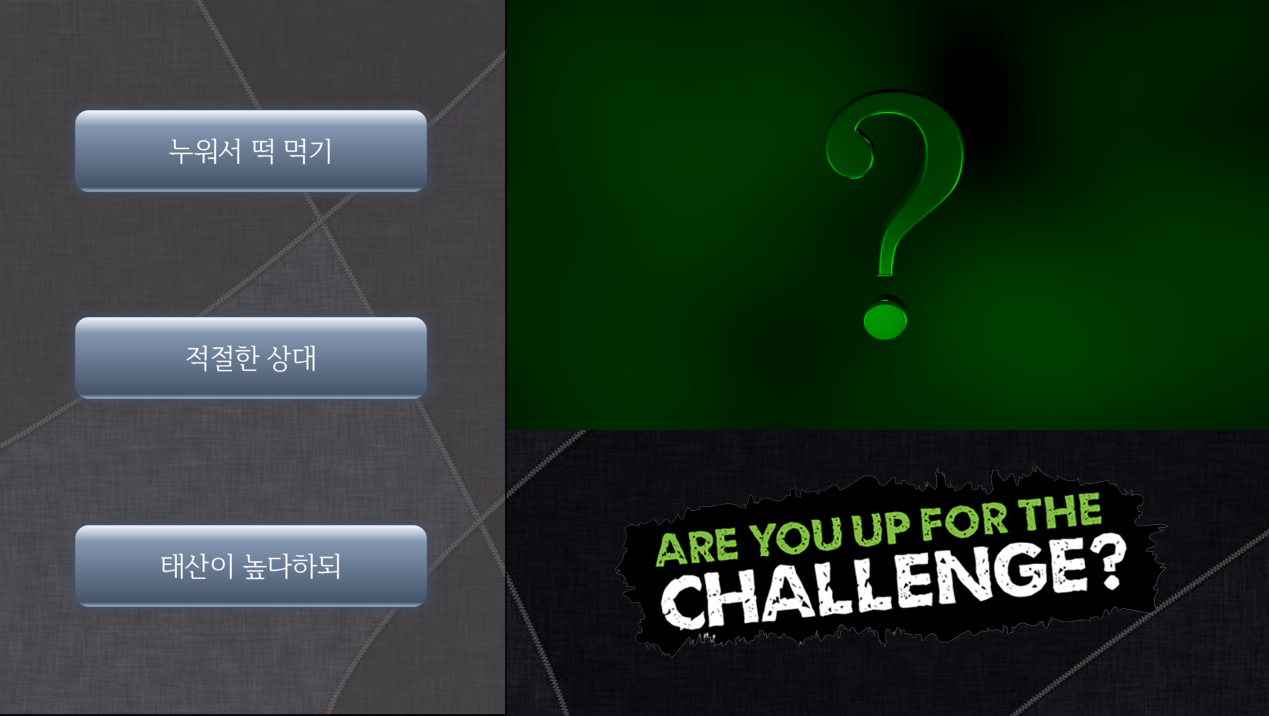 누워서 떡 먹기
적절한 상대
태산이 높다하되
?
ARE YOU UP FOR THE
CHALLENGE?